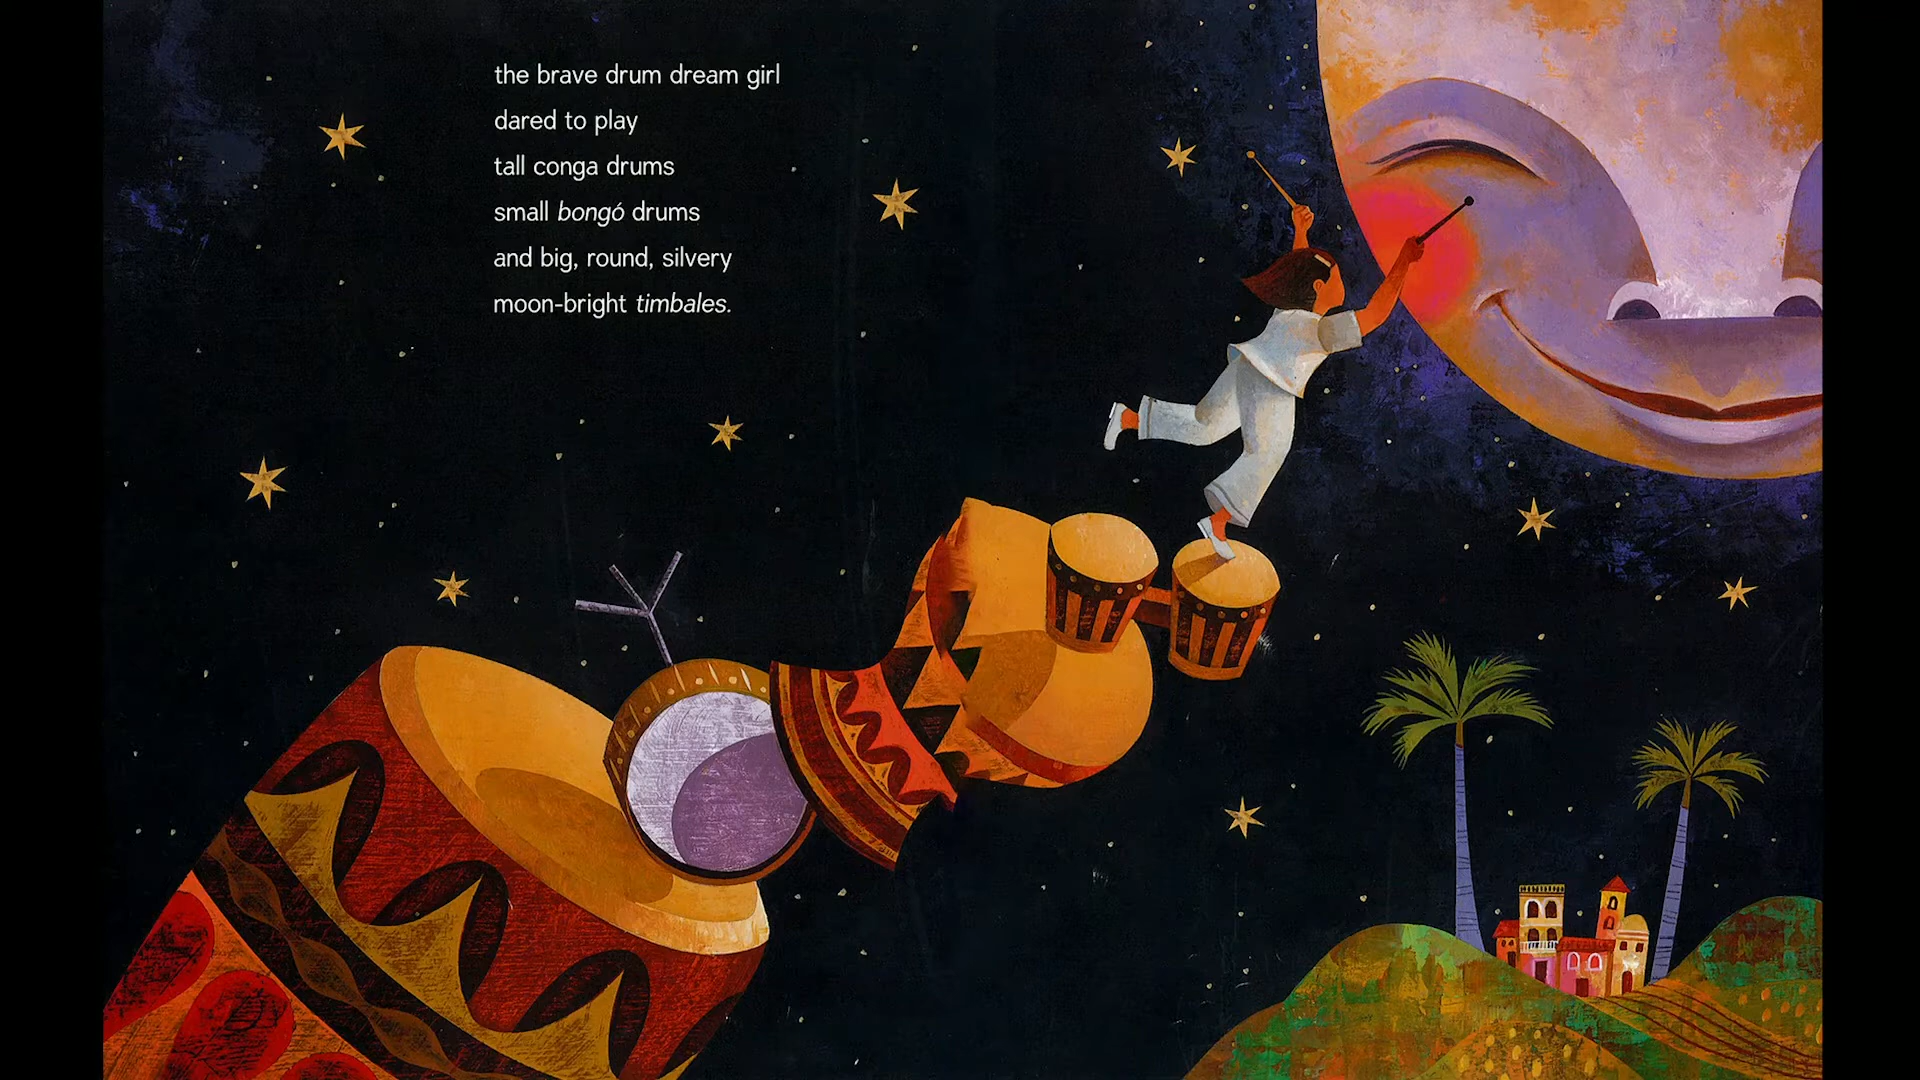 the brave drum dream girl
dared to play
tall conga drums
small bongó drums
and big, round, silvery
moon-bright timbales.